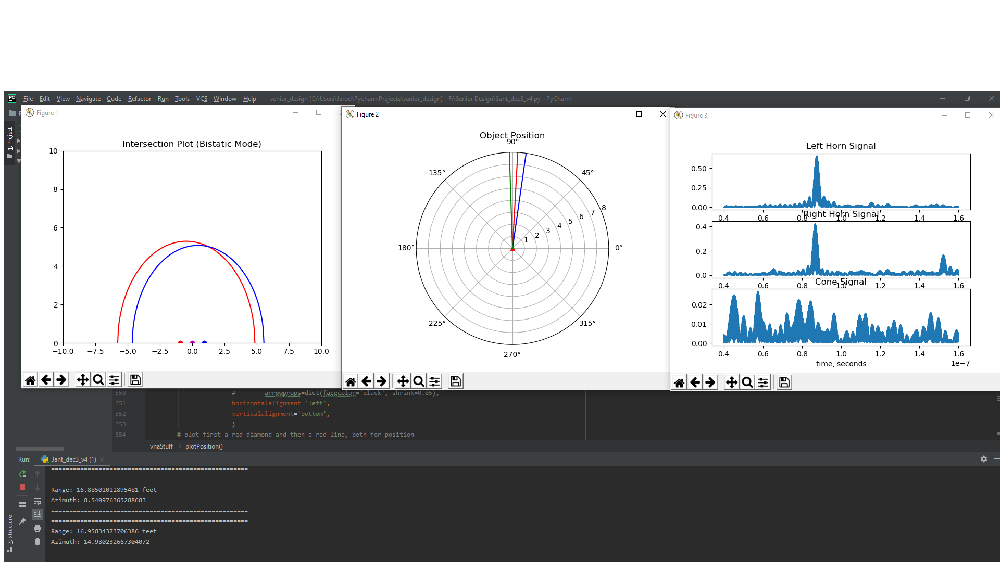 PC File Edit View Navigate Code Refactor Run Tools VCS Window Help senior_design [C:\Users\Jarod\PycharmProjects\senior_design] - F:\Senior Design\3ant_dec3_v4.py - PyCharm
1: Project
Figure 1
Intersection Plot (Bistatic Mode)
10
8
6
4
2
0
−10.0 −7.5 −5.0 −2.5 0.0 2.5 5.0 7.5 10.0
Figure 2
Object Position
90°
135° 45°
180° 0°
1 2 3 4 5 6 7 8
225° 315°
270°
Figure 3
Left Horn Signal
0.50
0.25
0.00
0.4 0.6 0.8 1.0 1.2 1.4 1.6
Right Horn Signal
0.4
0.2
0.0
0.4 0.6 0.8 1.0 1.2 1.4 1.6
Cone Signal
0.02
0.01
0.00
0.4 0.6 0.8 1.0 1.2 1.4 1.6
time, seconds 1e−7
350 # arrowprops=dict(facecolor='black', shrink=0.05),
351 horizontalalignment='left',
352 verticalalignment='bottom',
353 )
354 # plot first a red diamond and then a red line, both for position
vnaStuff › plotPosition()
Run: 3ant_dec3_v4 (1)
======================================================
======================================================
Range: 16.88501011895481 feet
Azimuth: 8.540976365288683
======================================================
======================================================
Range: 16.95834373706386 feet
Azimuth: 14.980232667304072
======================================================
7: Structure